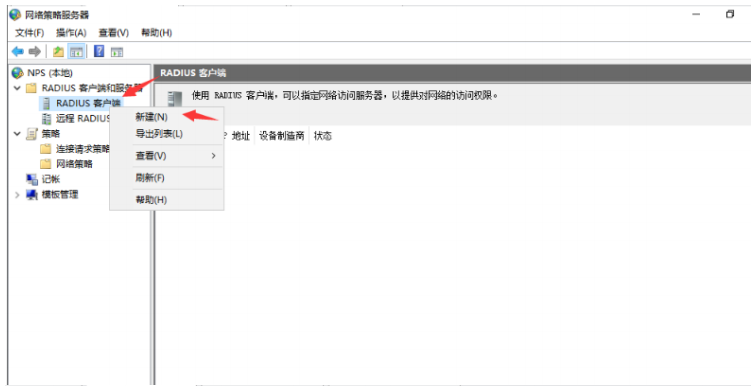 网络策略服务器
文件(F) 操作(A) 查看(V) 帮助(H)
NPS (本地)
RADIUS 客户端和服务器
RADIUS 客户端
远程 RADIUS
策略
连接请求策略
网络策略
记帐
模板管理
新建(N)
导出列表(L)
查看(V)
刷新(F)
帮助(H)
RADIUS 客户端
使用 RADIUS 客户端，可以指定网络访问服务器，以提供对网络的访问权限。
地址 设备制造商 状态